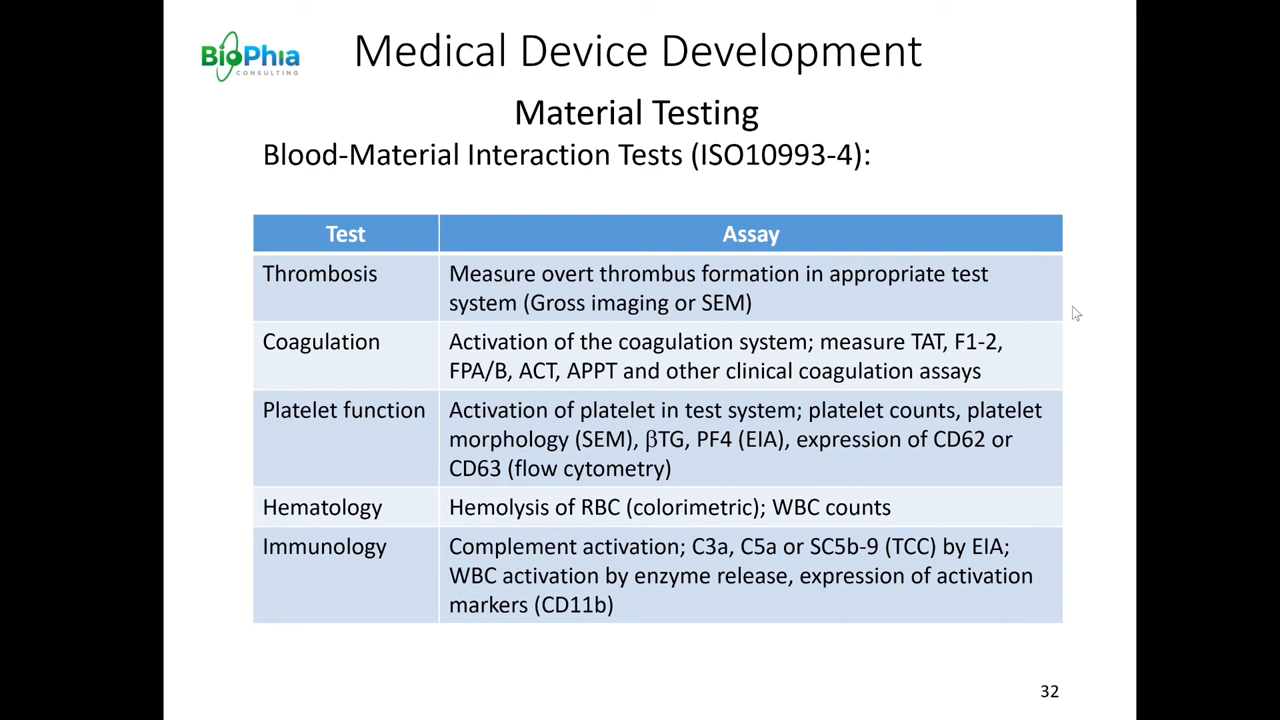 BioPhia
CONSULTING
Medical Device Development
Material Testing
Blood-Material Interaction Tests (ISO10993-4):
Test
Assay
Thrombosis
Measure overt thrombus formation in appropriate test
system (Gross imaging or SEM)
Coagulation
Activation of the coagulation system; measure TAT, F1-2,
FPA/B, ACT, APPT and other clinical coagulation assays
Platelet function
Activation of platelet in test system; platelet counts, platelet
morphology (SEM), βTG, PF4 (EIA), expression of CD62 or
CD63 (flow cytometry)
Hematology
Hemolysis of RBC (colorimetric); WBC counts
Immunology
Complement activation; C3a, C5a or SC5b-9 (TCC) by EIA;
WBC activation by enzyme release, expression of activation
markers (CD11b)
32